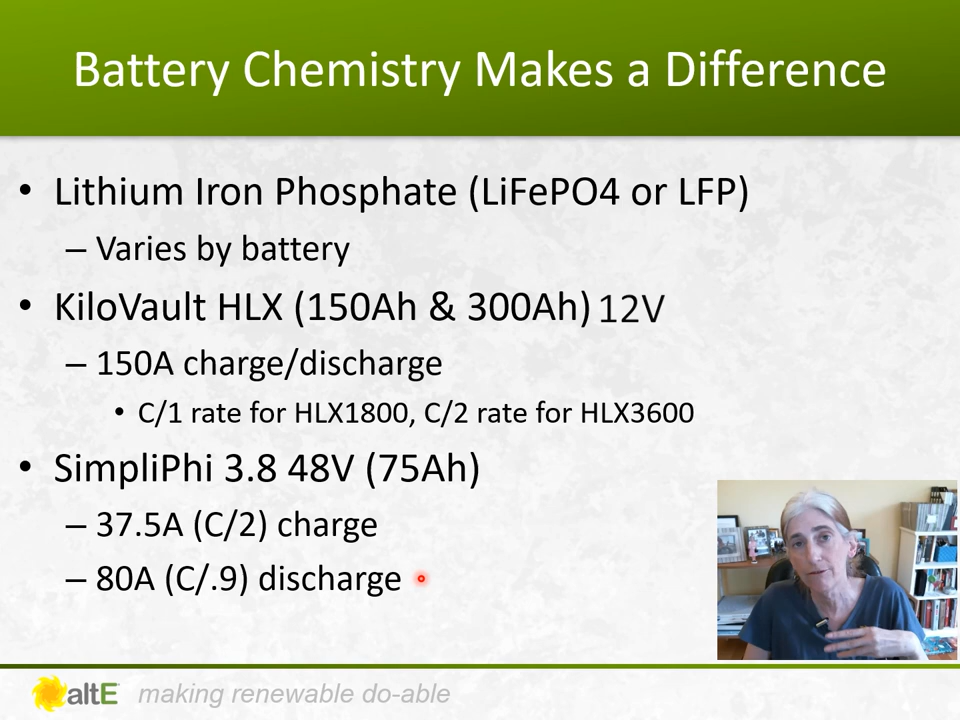 Battery Chemistry Makes a Difference
• Lithium Iron Phosphate (LiFePO4 or LFP)
– Varies by battery
• KiloVault HLX (150Ah & 300Ah) 12V
– 150A charge/discharge
• C/1 rate for HLX1800, C/2 rate for HLX3600
• SimpliPhi 3.8 48V (75Ah)
– 37.5A (C/2) charge
– 80A (C/.9) discharge
altE making renewable do-able